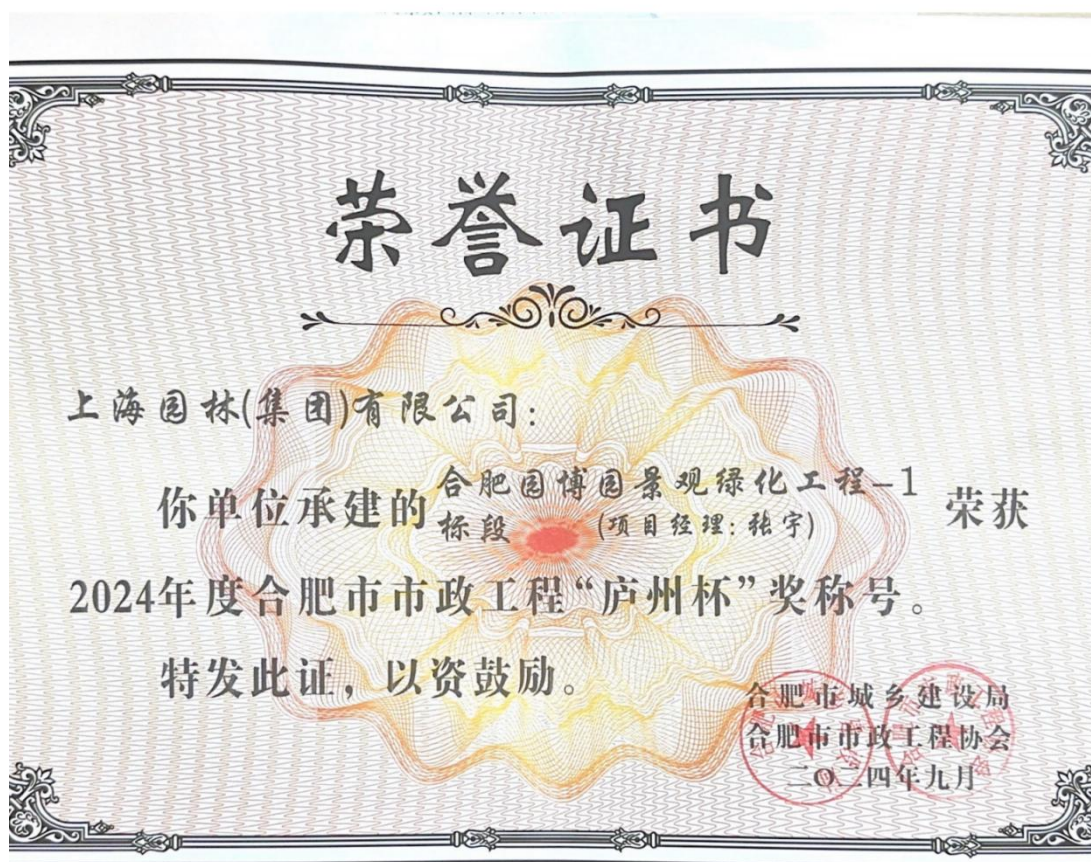 荣誉证书
上海园林(集团)有限公司:
你单位承建的合肥园博园景观绿化工程-1
标段 (项目经理:张宇) 荣获
2024年度合肥市市政工程“庐州杯”奖称号。
特发此证，以资鼓励。
合肥市城乡建设局
合肥市市政工程协会
二〇二四年九月